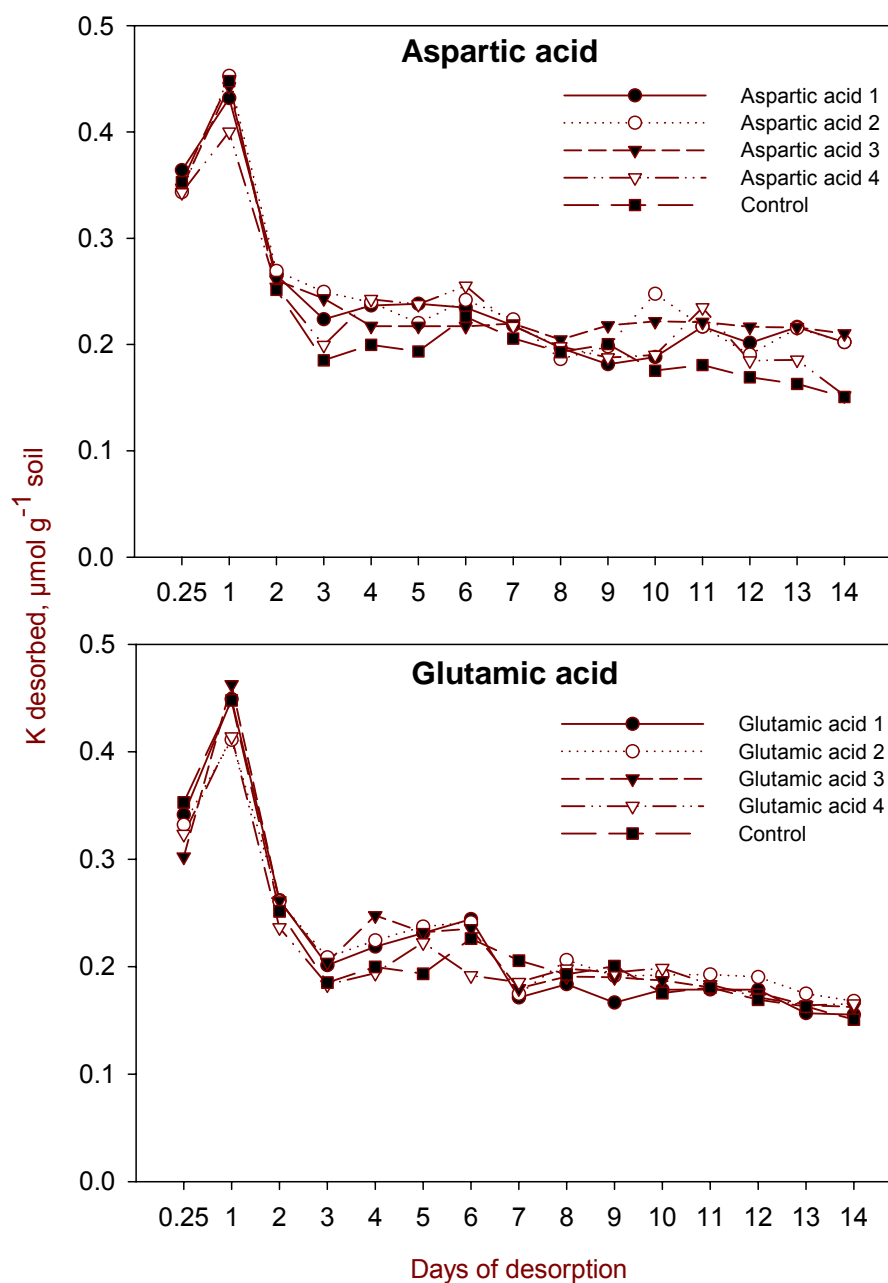 K desorbed, µmol g⁻¹ soil
Aspartic acid
0.5
0.4
0.3
0.2
0.1
0.0
Aspartic acid 1
Aspartic acid 2
Aspartic acid 3
Aspartic acid 4
Control
0.25 1 2 3 4 5 6 7 8 9 10 11 12 13 14
Glutamic acid
0.5
0.4
0.3
0.2
0.1
0.0
Glutamic acid 1
Glutamic acid 2
Glutamic acid 3
Glutamic acid 4
Control
0.25 1 2 3 4 5 6 7 8 9 10 11 12 13 14
Days of desorption